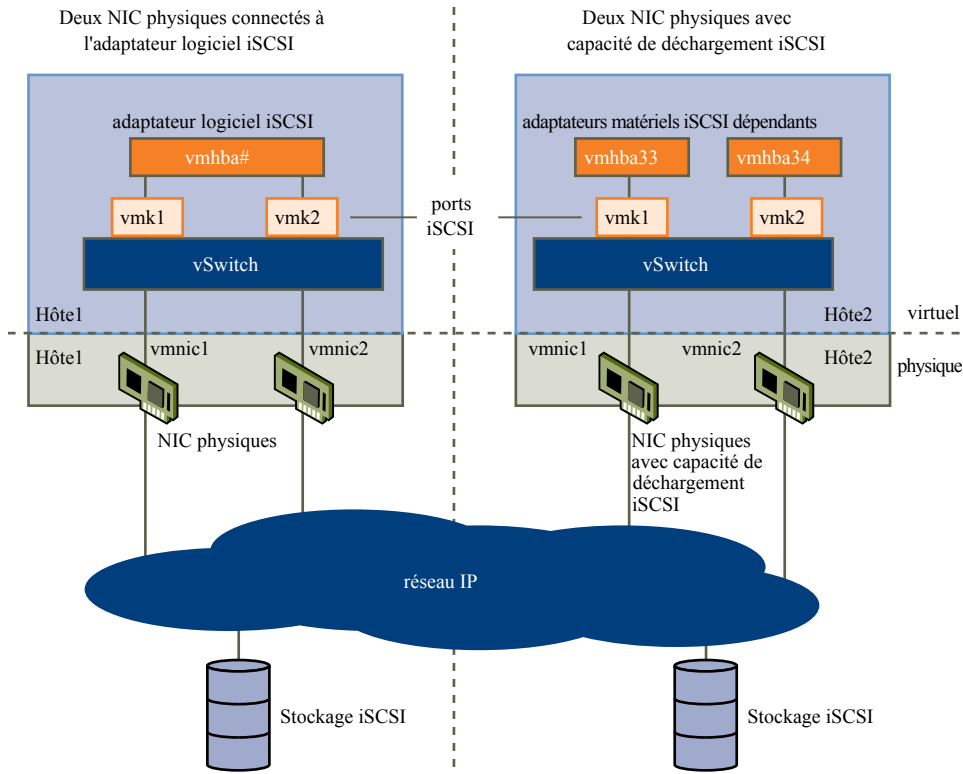 Deux NIC physiques connectés à
l'adaptateur logiciel iSCSI
Deux NIC physiques avec
capacité de déchargement iSCSI
adaptateur logiciel iSCSI
vmhba#
vmk1
vmk2
vSwitch
Hôte1
Hôte1
vmnic1
vmnic2
NIC physiques
ports
iSCSI
adaptateurs matériels iSCSI dépendants
vmhba33
vmhba34
vmk1
vmk2
vSwitch
Hôte2
virtuel
vmnic1
vmnic2
Hôte2
physique
NIC physiques
avec capacité de
déchargement
iSCSI
réseau IP
Stockage iSCSI
Stockage iSCSI